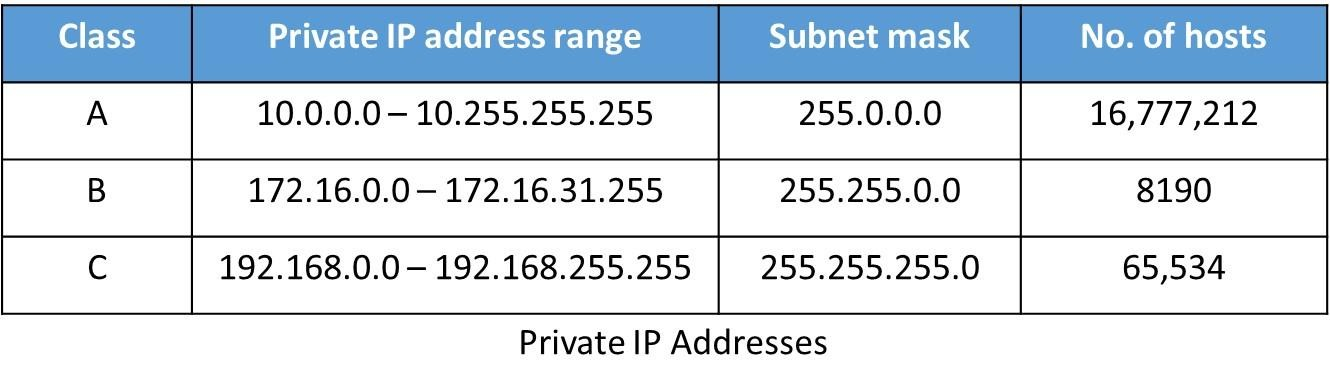 Class Private IP address range Subnet mask No. of hosts
A 10.0.0.0 – 10.255.255.255 255.0.0.0 16,777,212
B 172.16.0.0 – 172.16.31.255 255.255.0.0 8190
C 192.168.0.0 – 192.168.255.255 255.255.255.0 65,534
Private IP Addresses